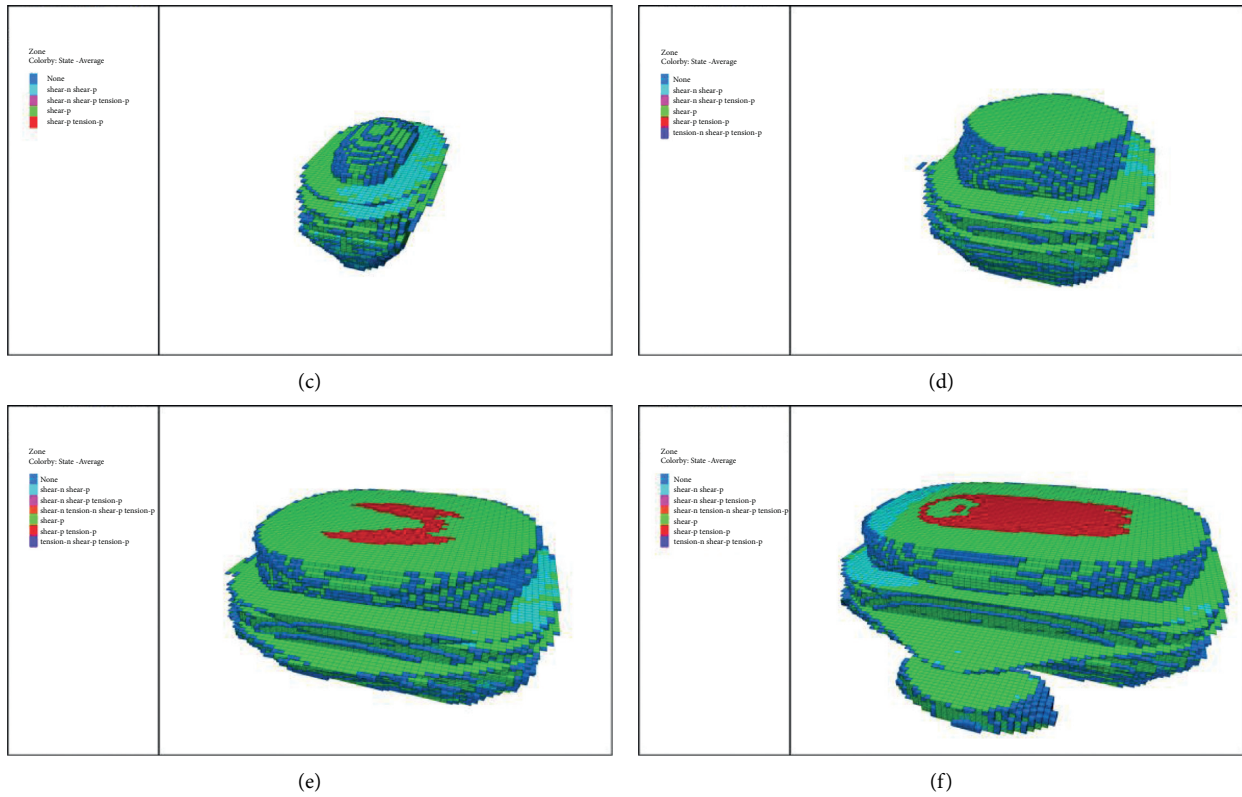 Zone
Colorby: State -Average
None
shear-n shear-p
shear-n shear-p tension-p
shear-p
shear-p tension-p
(c)
Zone
Colorby: State -Average
None
shear-n shear-p
shear-n shear-p tension-p
shear-p
shear-p tension-p
tension-n shear-p tension-p
(d)
Zone
Colorby: State -Average
None
shear-n shear-p
shear-n shear-p tension-p
shear-n tension-n shear-p tension-p
shear-p
shear-p tension-p
tension-n shear-p tension-p
(e)
Zone
Colorby: State -Average
None
shear-n shear-p
shear-n shear-p tension-p
shear-n tension-n shear-p tension-p
shear-p
shear-p tension-p
tension-n shear-p tension-p
(f)